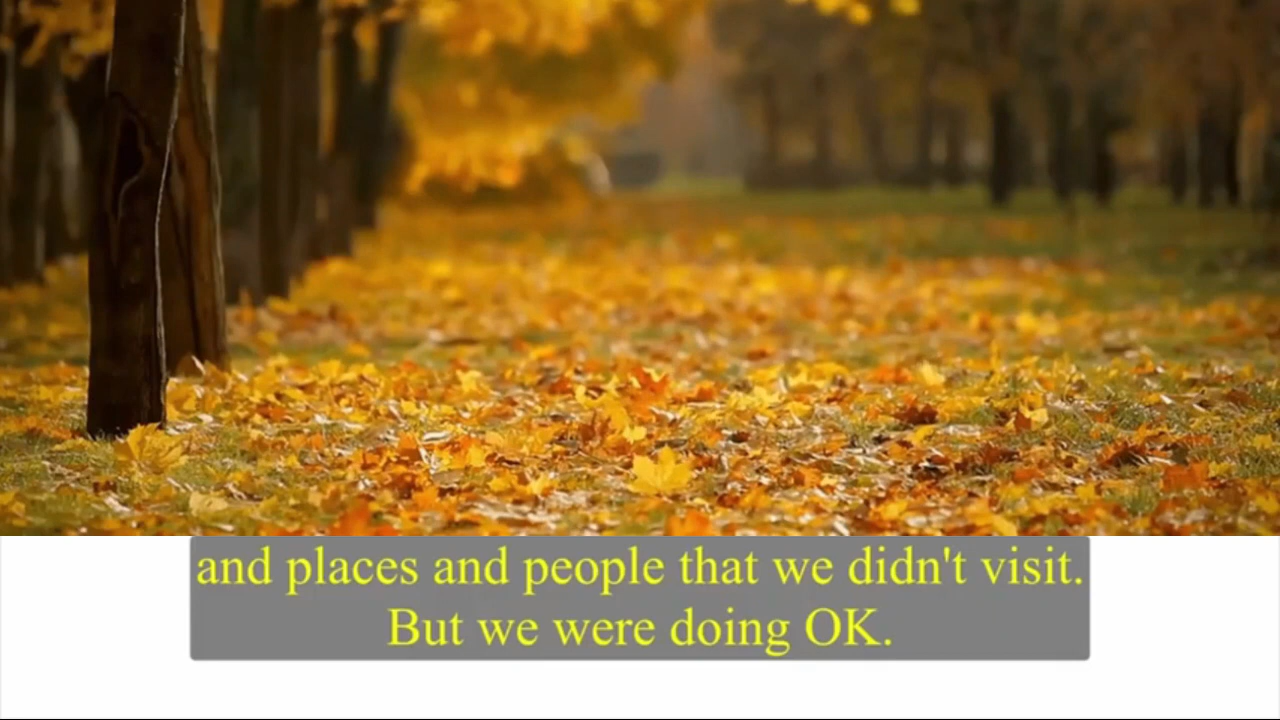 and places and people that we didn't visit.
But we were doing OK.